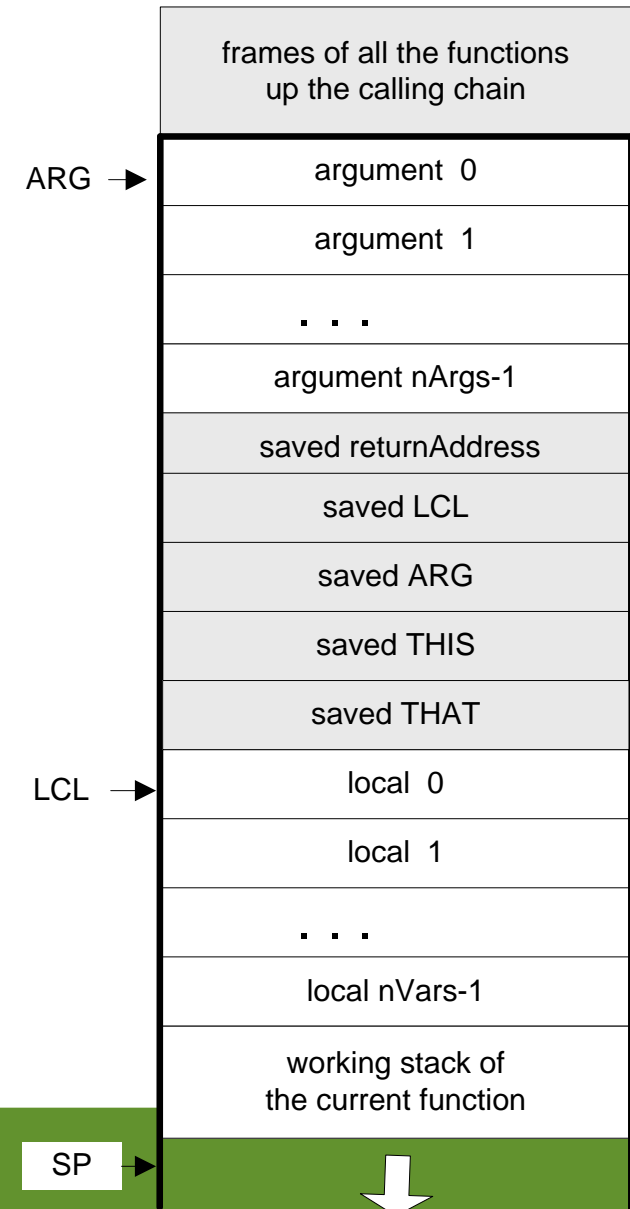 frames of all the functions
up the calling chain
ARG
argument 0
argument 1
. . .
argument nArgs-1
saved returnAddress
saved LCL
saved ARG
saved THIS
saved THAT
LCL
local 0
local 1
. . .
local nVars-1
working stack of
the current function
SP